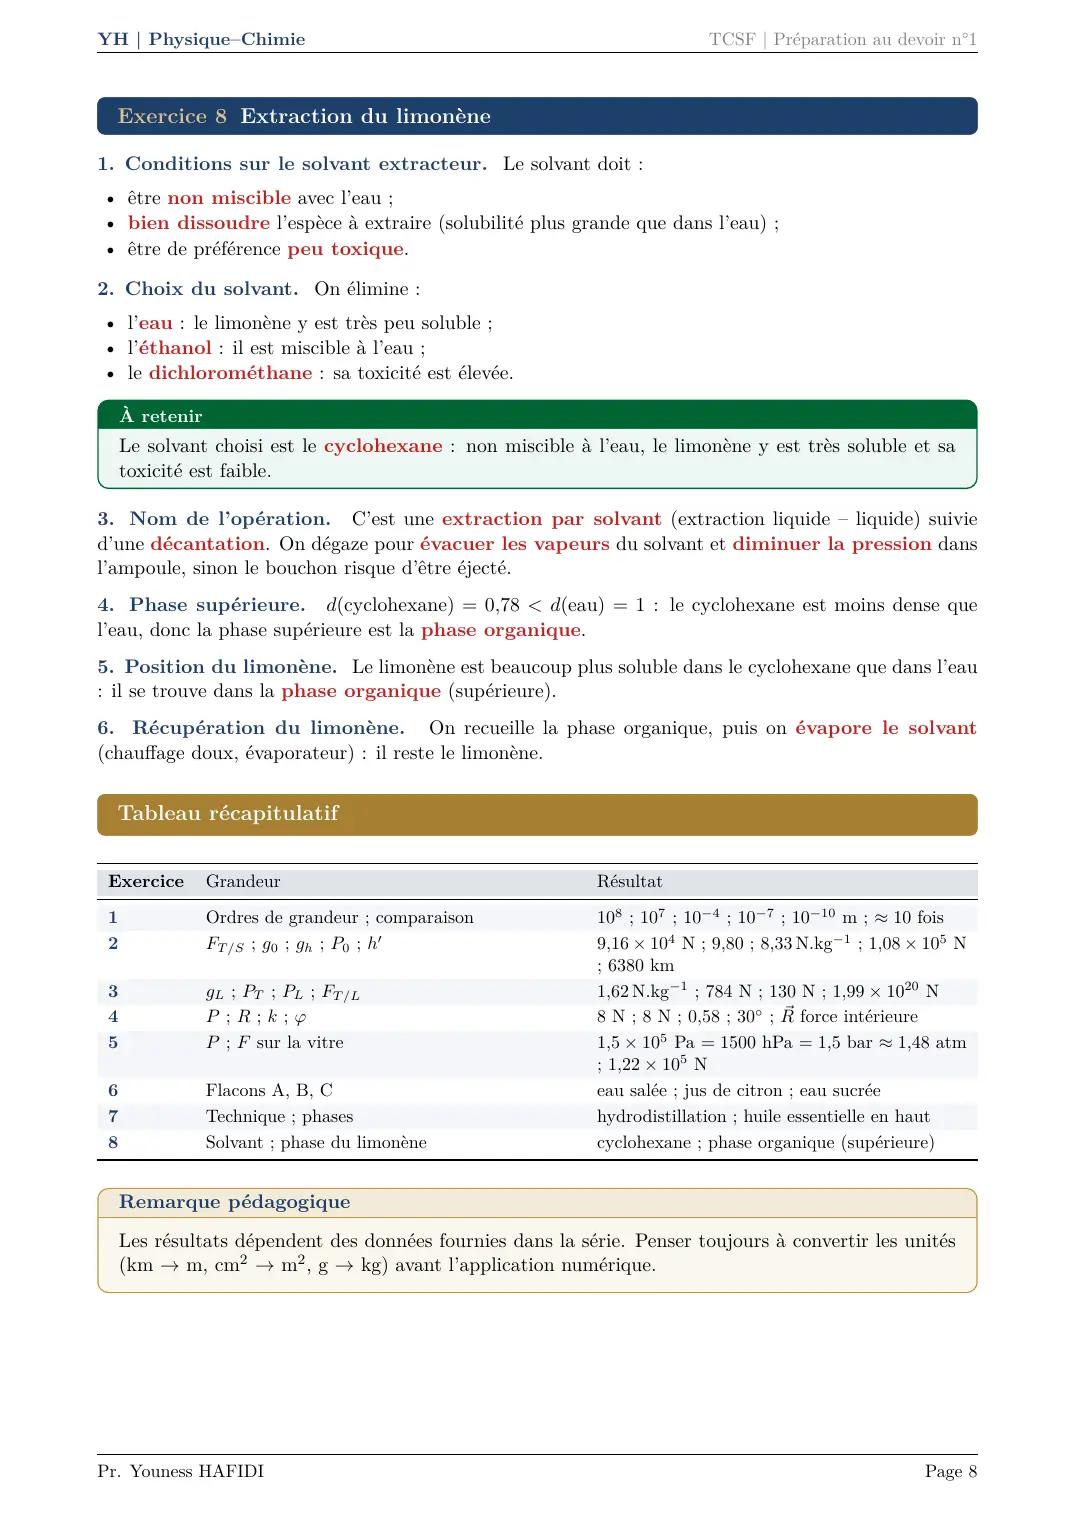 YH | Physique–Chimie
TCSF | Préparation au devoir n°1
Exercice 8 Extraction du limonène
1. Conditions sur le solvant extracteur. Le solvant doit :
• être non miscible avec l'eau ;
• bien dissoudre l'espèce à extraire (solubilité plus grande que dans l'eau) ;
• être de préférence peu toxique.
2. Choix du solvant. On élimine :
• l'eau : le limonène y est très peu soluble ;
• l'éthanol : il est miscible à l'eau ;
• le dichlorométhane : sa toxicité est élevée.
À retenir
Le solvant choisi est le cyclohexane : non miscible à l'eau, le limonène y est très soluble et sa
toxicité est faible.
3. Nom de l'opération. C'est une extraction par solvant (extraction liquide – liquide) suivie
d'une décantation. On dégaze pour évacuer les vapeurs du solvant et diminuer la pression dans
l'ampoule, sinon le bouchon risque d'être éjecté.
4. Phase supérieure. d(cyclohexane) = 0,78 < d(eau) = 1 : le cyclohexane est moins dense que
l'eau, donc la phase supérieure est la phase organique.
5. Position du limonène. Le limonène est beaucoup plus soluble dans le cyclohexane que dans l'eau
: il se trouve dans la phase organique (supérieure).
6. Récupération du limonène. On recueille la phase organique, puis on évapore le solvant
(chauffage doux, évaporateur) : il reste le limonène.
Tableau récapitulatif
Exercice Grandeur Résultat
1 Ordres de grandeur ; comparaison 10⁸ ; 10⁷ ; 10⁻⁴ ; 10⁻⁷ ; 10⁻¹⁰ m ; ≈ 10 fois
2 F_{T/S} ; g₀ ; g_h ; P₀ ; h′ 9,16 × 10⁴ N ; 9,80 ; 8,33 N.kg⁻¹ ; 1,08 × 10⁵ N
; 6380 km
3 g_L ; P_T ; P_L ; F_{T/L} 1,62 N.kg⁻¹ ; 784 N ; 130 N ; 1,99 × 10²⁰ N
4 P ; R ; k ; φ 8 N ; 8 N ; 0,58 ; 30° ; R⃗ force intérieure
5 P ; F sur la vitre 1,5 × 10⁵ Pa = 1500 hPa = 1,5 bar ≈ 1,48 atm
; 1,22 × 10⁵ N
6 Flacons A, B, C eau salée ; jus de citron ; eau sucrée
7 Technique ; phases hydrodistillation ; huile essentielle en haut
8 Solvant ; phase du limonène cyclohexane ; phase organique (supérieure)
Remarque pédagogique
Les résultats dépendent des données fournies dans la série. Penser toujours à convertir les unités
(km → m, cm² → m², g → kg) avant l'application numérique.
Pr. Youness HAFIDI
Page 8